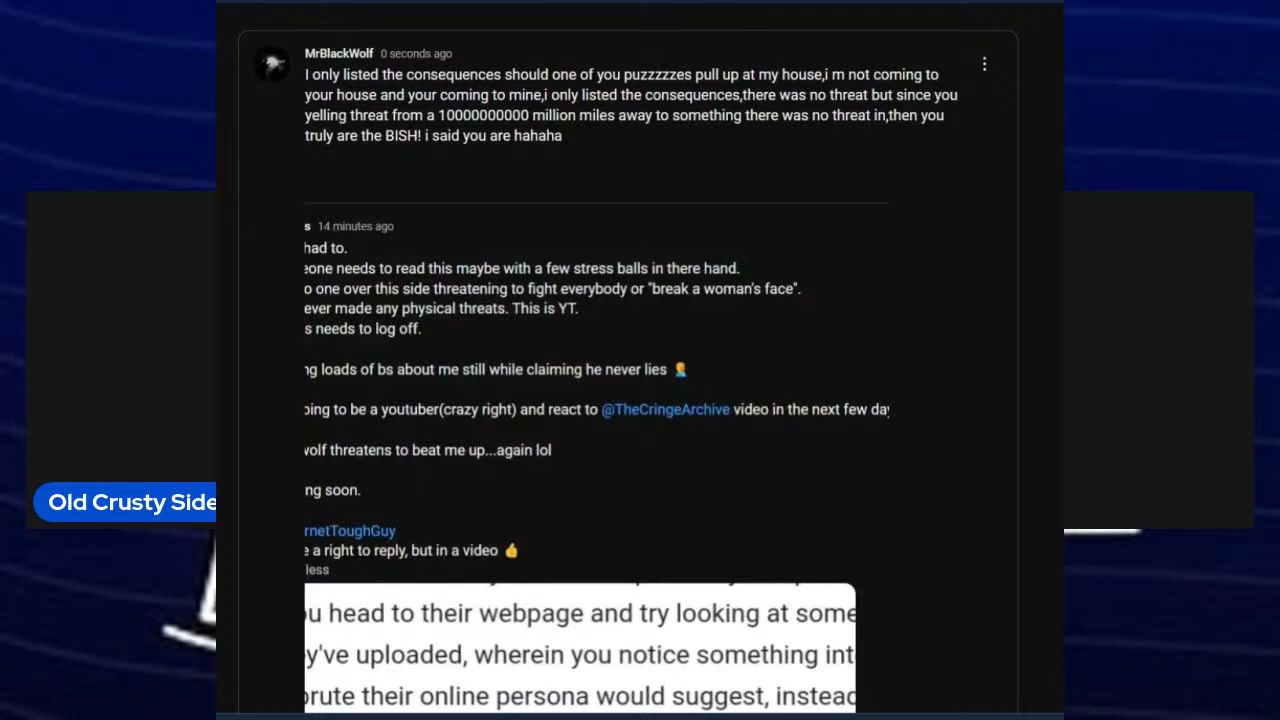 MrBlackWolf 0 seconds ago
I only listed the consequences should one of you puzzzzzes pull up at my house,i m not coming to
your house and your coming to mine,i only listed the consequences,there was no threat but since you
yelling threat from a 10000000000 million miles away to something there was no threat in,then you
truly are the BISH! i said you are hahaha
s 14 minutes ago
had to.
eone needs to read this maybe with a few stress balls in there hand.
o one over this side threatening to fight everybody or "break a woman's face".
ever made any physical threats. This is YT.
s needs to log off.
ng loads of bs about me still while claiming he never lies 🤦
oing to be a youtuber(crazy right) and react to @TheCringeArchive video in the next few day
volf threatens to beat me up...again lol
ng soon.
Old Crusty Side
rnetToughGuy
e a right to reply, but in a video 👍
less
ou head to their webpage and try looking at some
ey've uploaded, wherein you notice something int
brute their online persona would suggest, instead